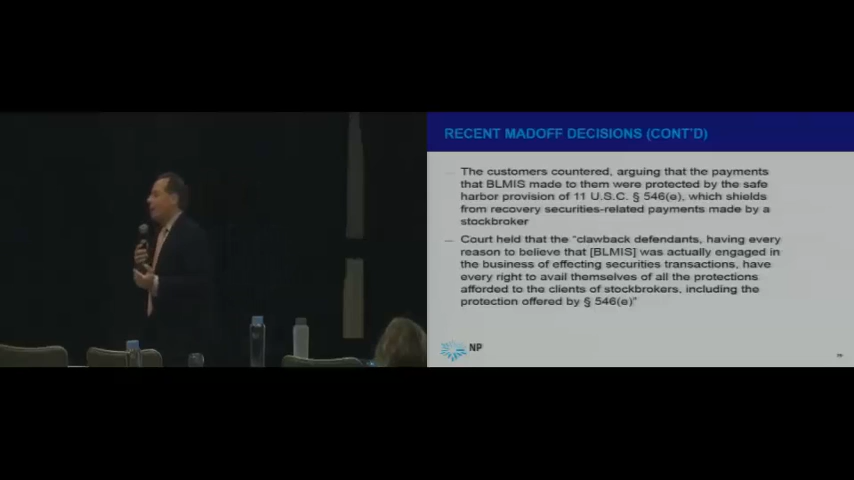 RECENT MADOFF DECISIONS (CONT'D)
— The customers countered, arguing that the payments
that BLMIS made to them were protected by the safe
harbor provision of 11 U.S.C. § 546(e), which shields
from recovery securities-related payments made by a
stockbroker
— Court held that the "clawback defendants, having every
reason to believe that [BLMIS] was actually engaged in
the business of effecting securities transactions, have
every right to avail themselves of all the protections
afforded to the clients of stockbrokers, including the
protection offered by § 546(e)"
NP